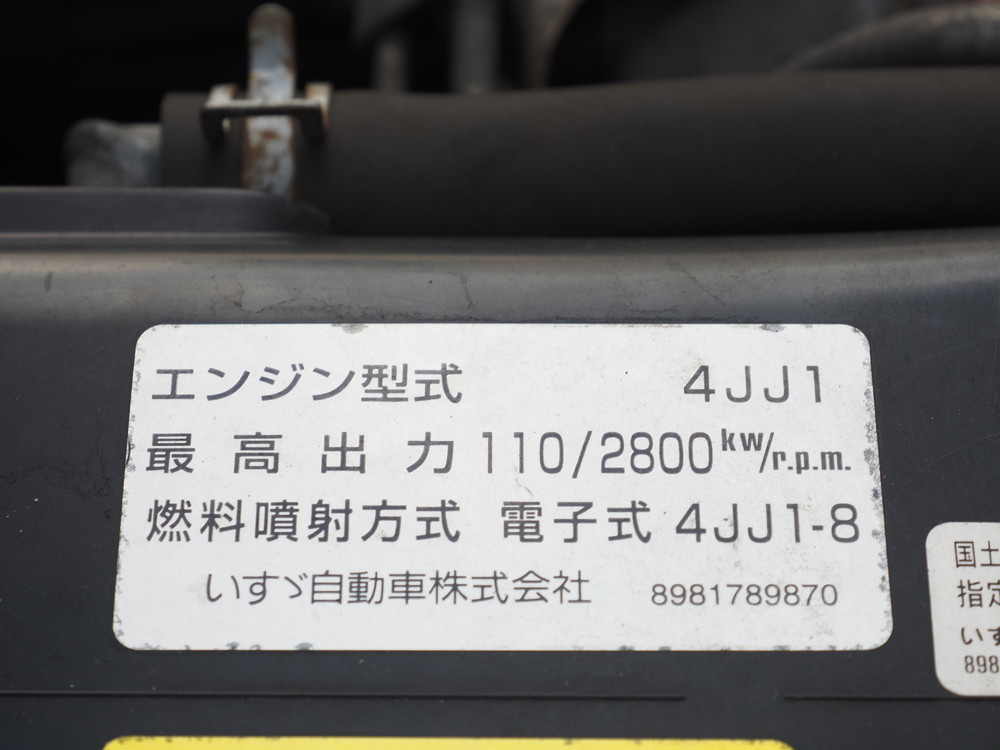 エンジン型式 4JJ1
最高出力 110/2800kw/r.p.m.
燃料噴射方式 電子式 4JJ1-8
いすゞ自動車株式会社 8981789870
国土
指定
いすゞ
898